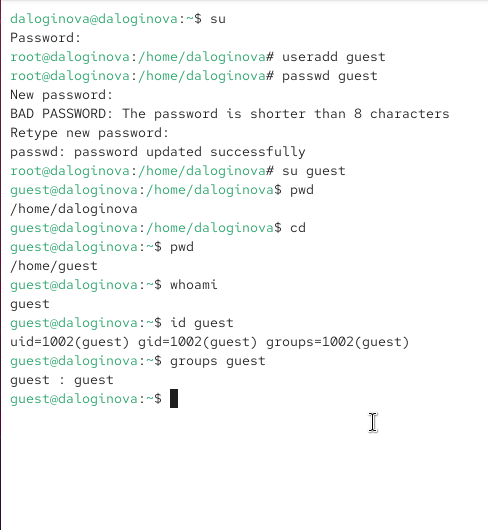 daloginova@daloginova:~$ su
Password:
root@daloginova:/home/daloginova# useradd guest
root@daloginova:/home/daloginova# passwd guest
New password:
BAD PASSWORD: The password is shorter than 8 characters
Retype new password:
passwd: password updated successfully
root@daloginova:/home/daloginova# su guest
guest@daloginova:/home/daloginova$ pwd
/home/daloginova
guest@daloginova:/home/daloginova$ cd
guest@daloginova:~$ pwd
/home/guest
guest@daloginova:~$ whoami
guest
guest@daloginova:~$ id guest
uid=1002(guest) gid=1002(guest) groups=1002(guest)
guest@daloginova:~$ groups guest
guest : guest
guest@daloginova:~$